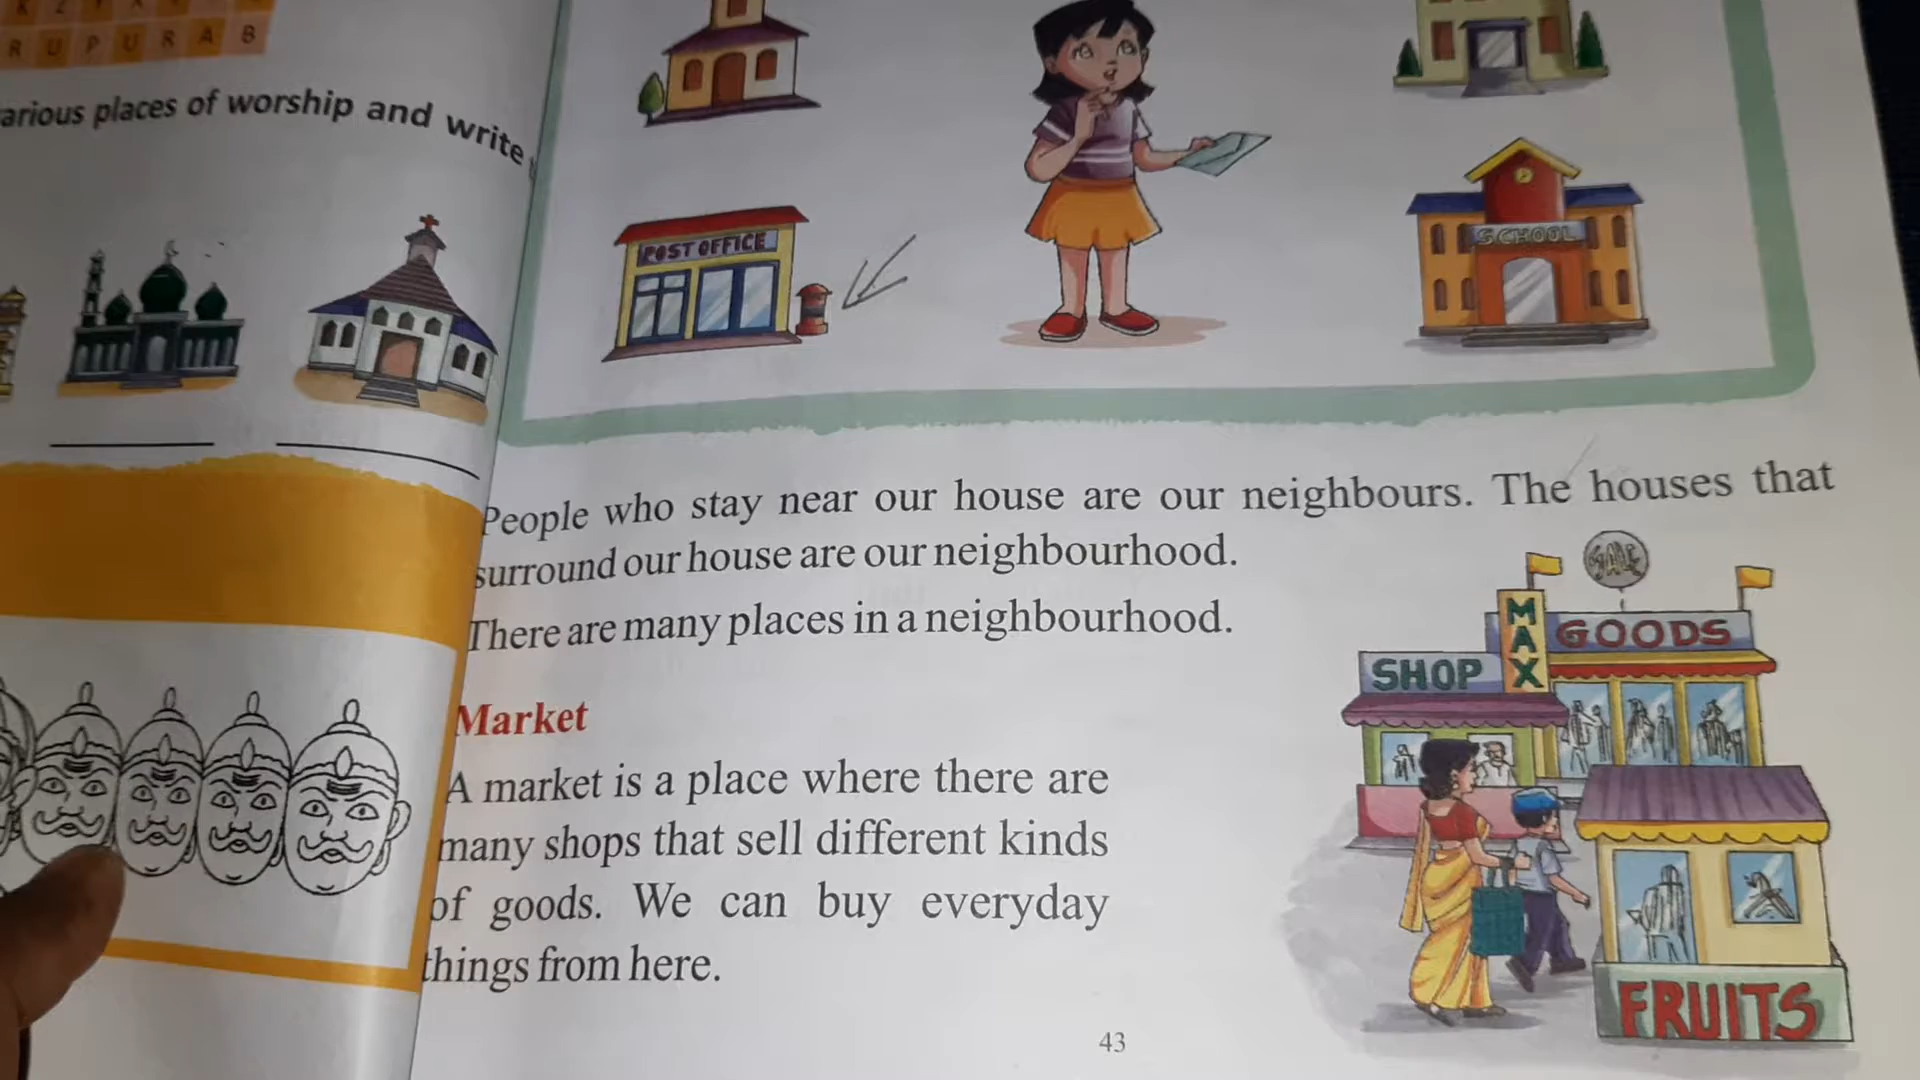 RUPURAB
arious places of worship and write
POST OFFICE
SCHOOL
People who stay near our house are our neighbours. The houses that
surround our house are our neighbourhood.
There are many places in a neighbourhood.
Market
A market is a place where there are
many shops that sell different kinds
of goods. We can buy everyday
things from here.
SALE
MAX
GOODS
SHOP
FRUITS
43